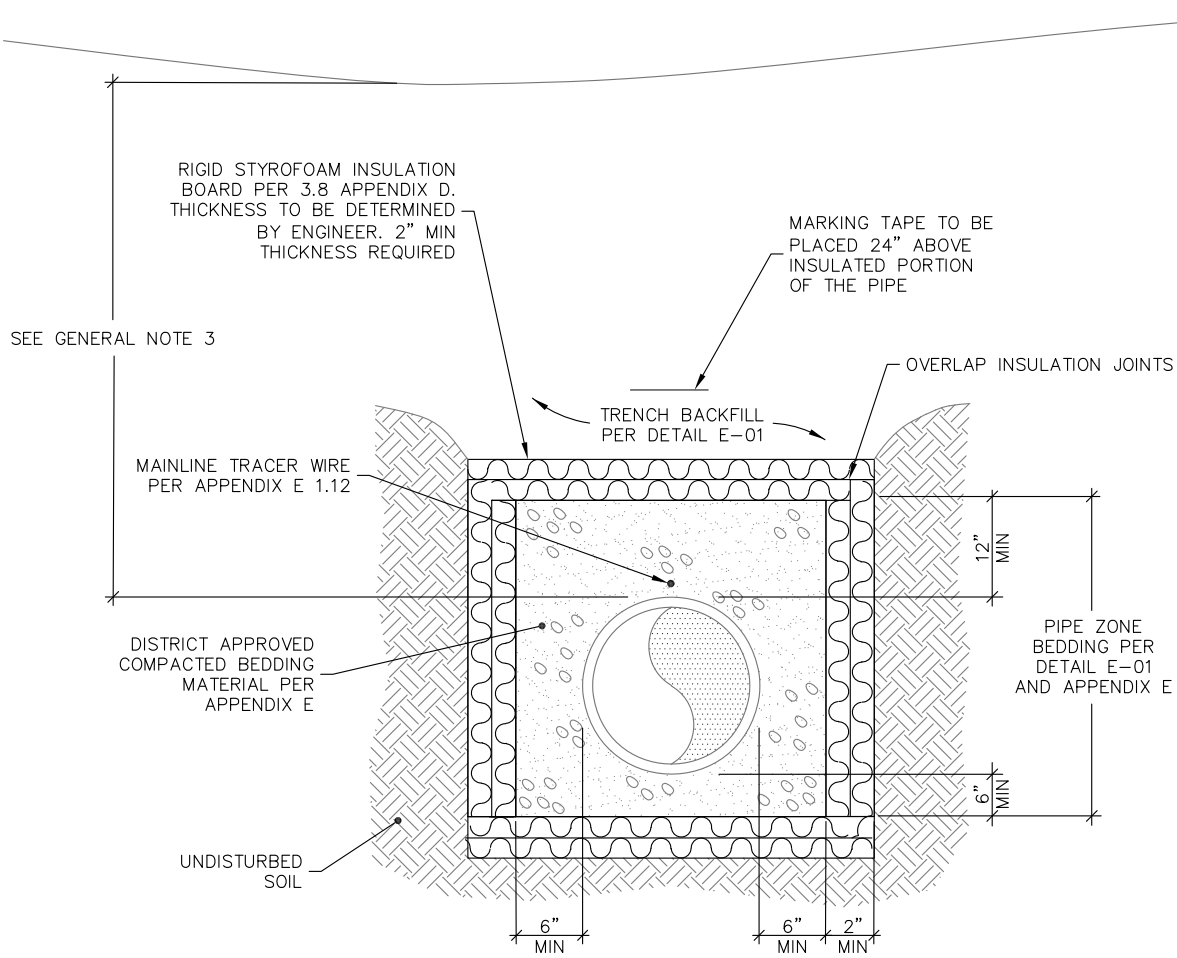 RIGID STYROFOAM INSULATION
BOARD PER 3.8 APPENDIX D.
THICKNESS TO BE DETERMINED
BY ENGINEER. 2” MIN
THICKNESS REQUIRED
MARKING TAPE TO BE
PLACED 24” ABOVE
INSULATED PORTION
OF THE PIPE
SEE GENERAL NOTE 3
OVERLAP INSULATION JOINTS
TRENCH BACKFILL
PER DETAIL E-01
MAINLINE TRACER WIRE
PER APPENDIX E 1.12
12”
MIN
DISTRICT APPROVED
COMPACTED BEDDING
MATERIAL PER
APPENDIX E
PIPE ZONE
BEDDING PER
DETAIL E-01
AND APPENDIX E
6”
MIN
UNDISTURBED
SOIL
6”
MIN
6”
MIN
2”
MIN